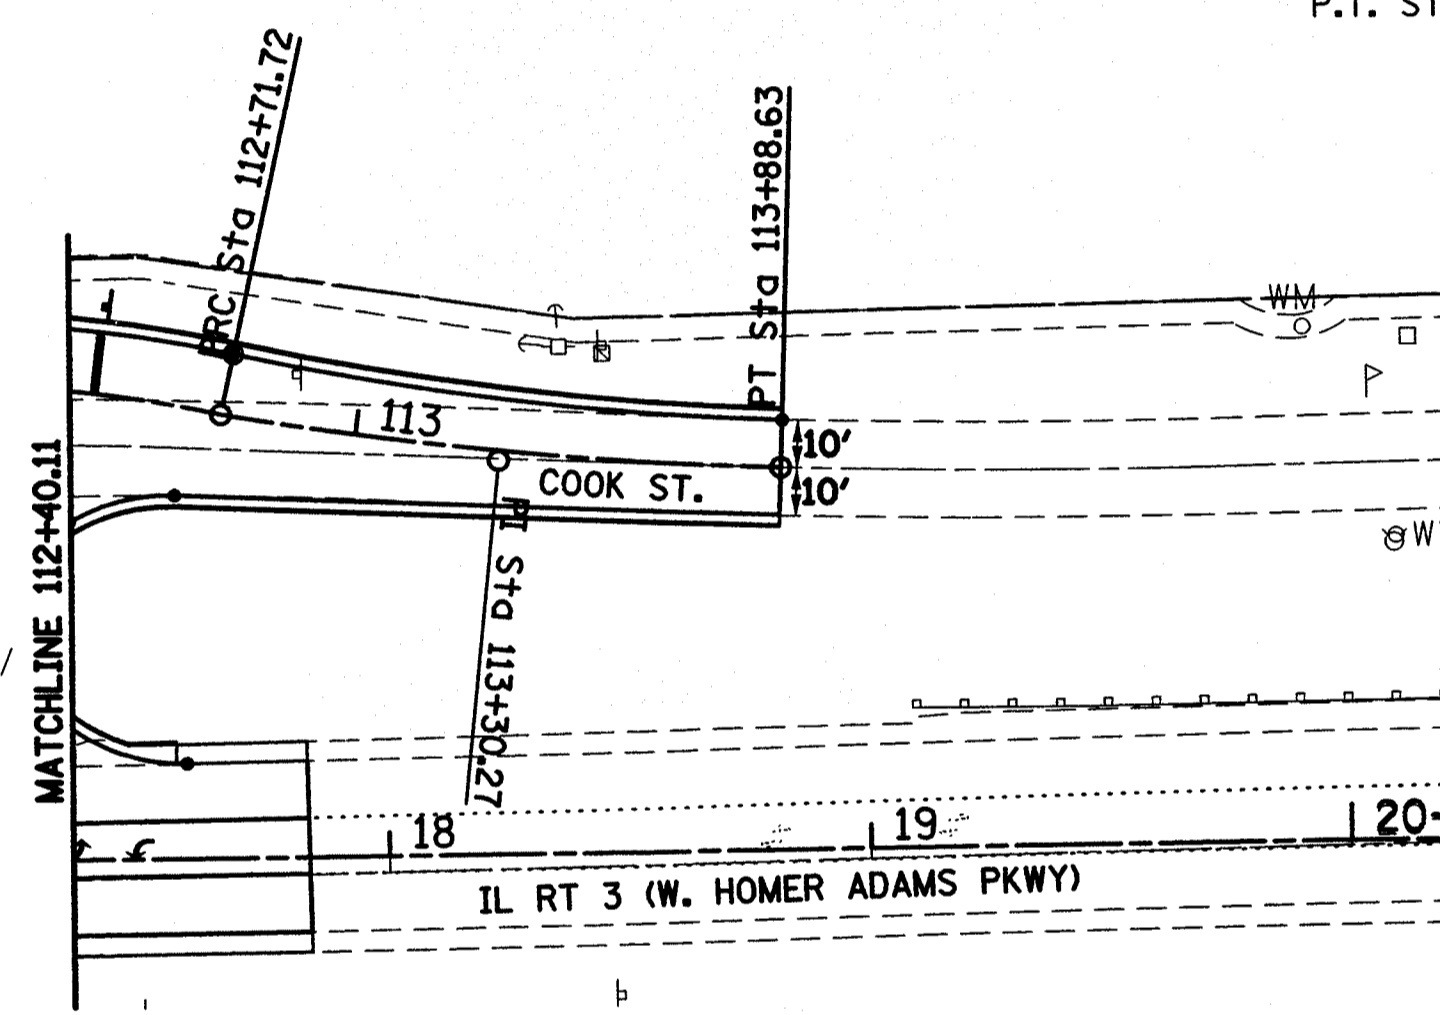 P.I. ST
PRC Sta 112+71.72
PT Sta 113+88.63
WM
113
10'
COOK ST.
10'
W
MATCHLINE 112+40.11
PI Sta 113+30.27
18
19
20
IL RT 3 (W. HOMER ADAMS PKWY)